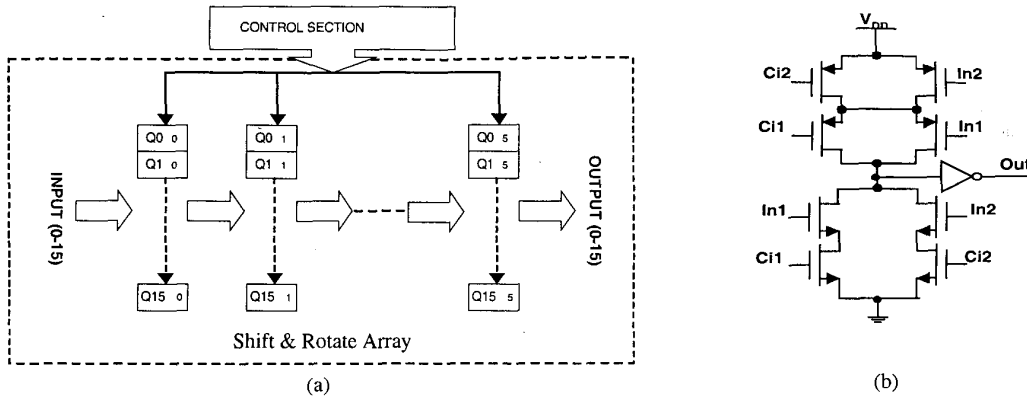 CONTROL SECTION
INPUT (0-15)
Q0 0
Q1 0
Q15 0
Q0 1
Q1 1
Q15 1
Q0 5
Q1 5
Q15 5
OUTPUT (0-15)
Shift & Rotate Array
(a)
VDD
Ci2
In2
Ci1
In1
Out
In1
In2
Ci1
Ci2
(b)